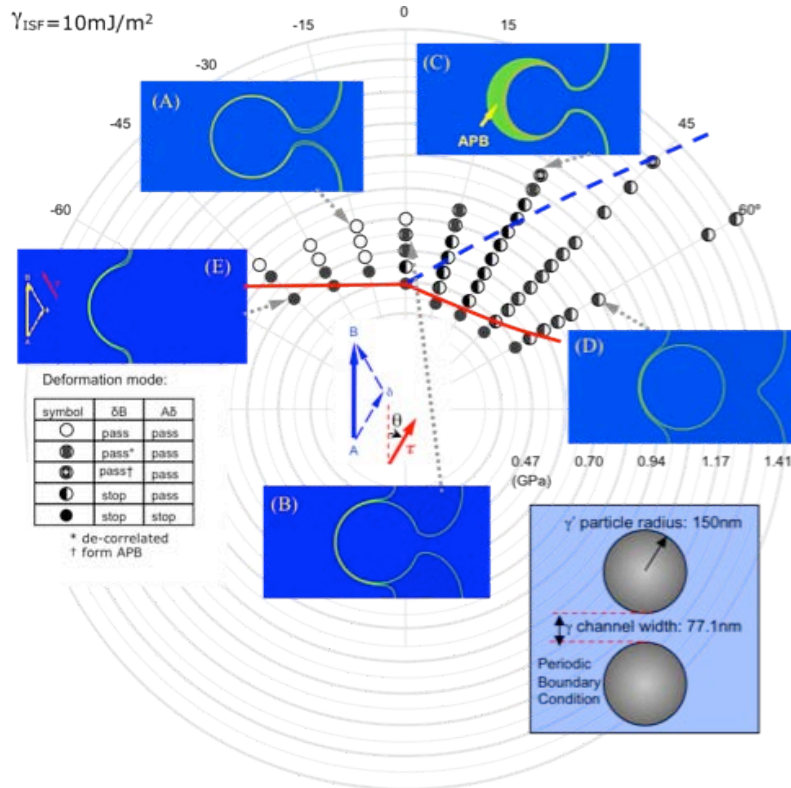 γISF=10mJ/m²
0
-15
15
-30
-45
45
-60
60°
(A)
(C)
APB
(E)
B
δ
A
τ
(D)
Deformation mode:
symbol δB Aδ
pass pass
pass* pass
pass† pass
stop pass
stop stop
* de-correlated
† form APB
B
δ
A
θ
τ
0.47 0.70 0.94 1.17 1.41
(GPa)
(B)
γ' particle radius: 150nm
γ channel width: 77.1nm
Periodic
Boundary
Condition